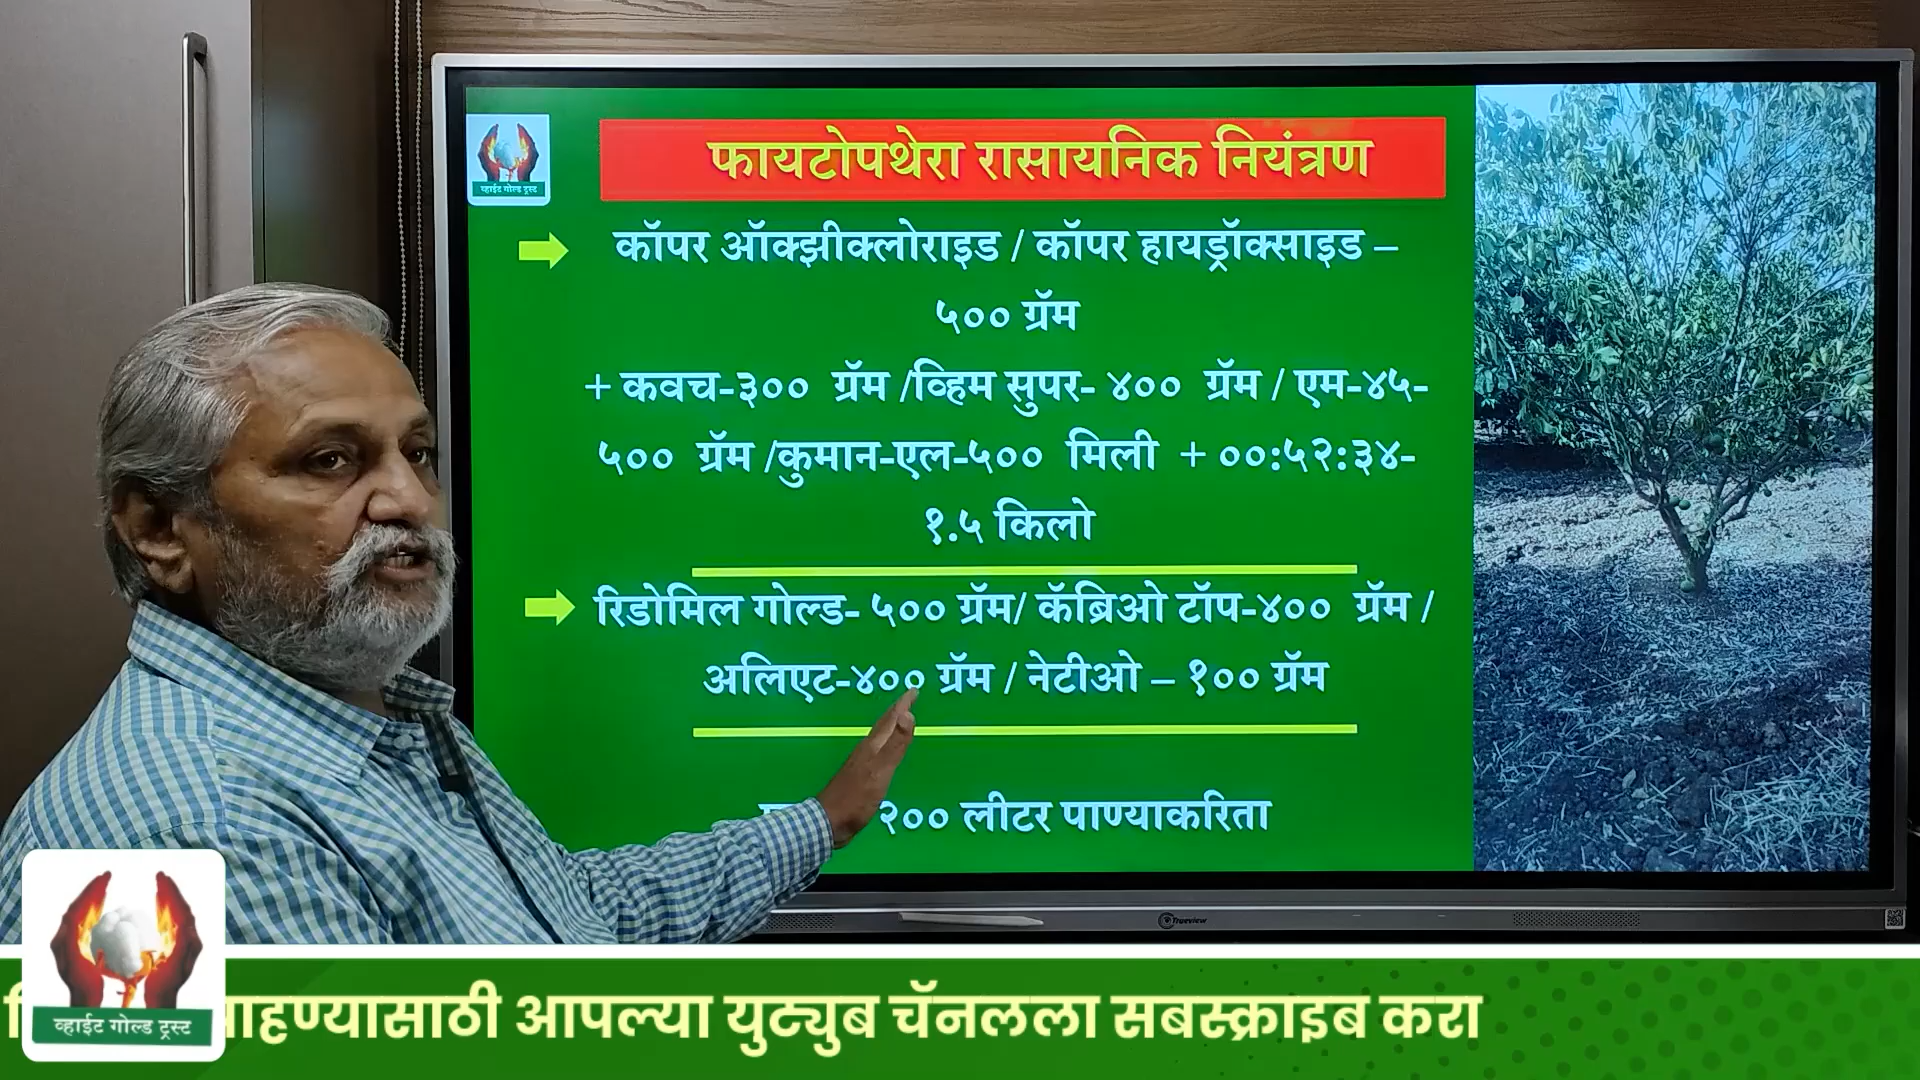 व्हाईट गोल्ड ट्रस्ट
फायटोपथेरा रासायनिक नियंत्रण
कॉपर ऑक्झीक्लोराइड / कॉपर हायड्रॉक्साइड –
५०० ग्रॅम
+ कवच-३०० ग्रॅम /व्हिम सुपर- ४०० ग्रॅम / एम-४५-
५०० ग्रॅम /कुमान-एल-५०० मिली + ००:५२:३४-
१.५ किलो
रिडोमिल गोल्ड- ५०० ग्रॅम/ कॅब्रिओ टॉप-४०० ग्रॅम /
अलिएट-४०० ग्रॅम / नेटीओ – १०० ग्रॅम
२०० लीटर पाण्याकरिता
Trueview
व्हाईट गोल्ड ट्रस्ट
आपल्या युट्युब चॅनलला सबस्क्राइब करा